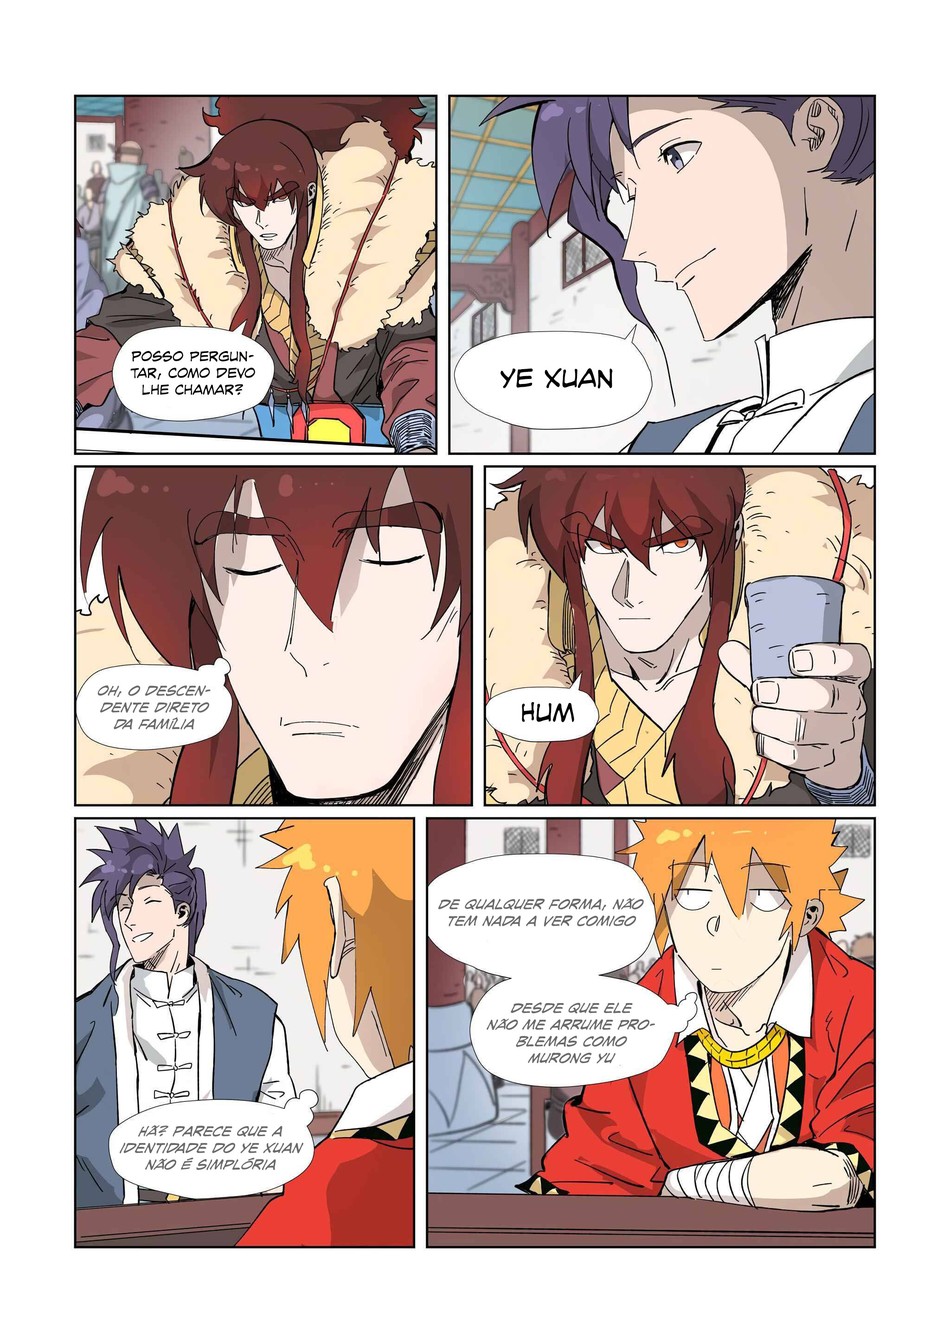 POSSO PERGUN-
TAR, COMO DEVO
LHE CHAMAR?
YE XUAN
OH, O DESCEN-
DENTE DIRETO
DA FAMÍLIA
HUM
HÃ? PARECE QUE A
IDENTIDADE DO YE XUAN
NÃO É SIMPLÓRIA
DE QUALQUER FORMA, NÃO
TEM NADA A VER COMIGO
DESDE QUE ELE
NÃO ME ARRUME PRO-
BLEMAS COMO
MURONG YU